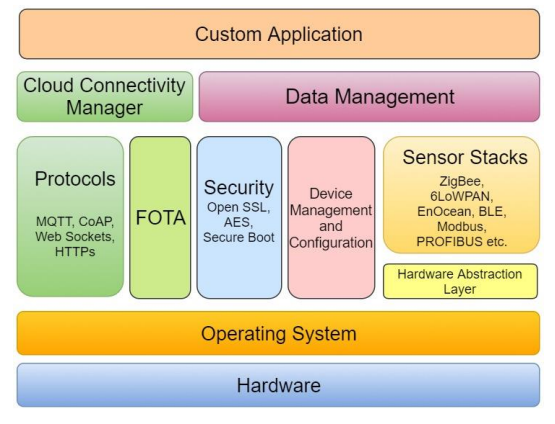 Custom Application
Cloud Connectivity
Manager
Data Management
Protocols
MQTT, CoAP,
Web Sockets,
HTTPs
FOTA
Security
Open SSL,
AES,
Secure Boot
Device
Management
and
Configuration
Sensor Stacks
ZigBee,
6LoWPAN,
EnOcean, BLE,
Modbus,
PROFIBUS etc.
Hardware Abstraction
Layer
Operating System
Hardware